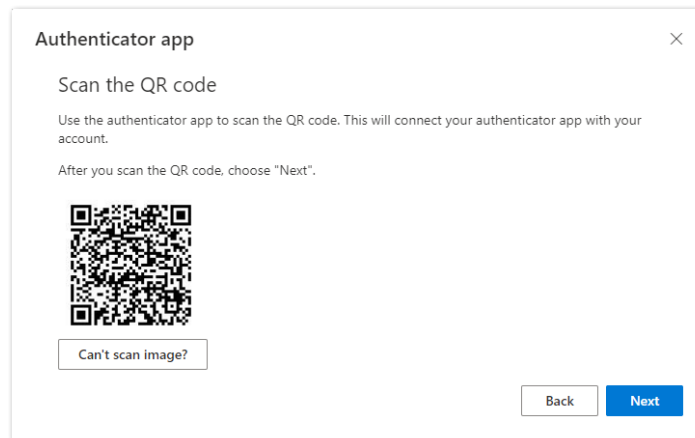 Authenticator app
Scan the QR code
Use the authenticator app to scan the QR code. This will connect your authenticator app with your
account.
After you scan the QR code, choose "Next".
Can't scan image?
Back
Next